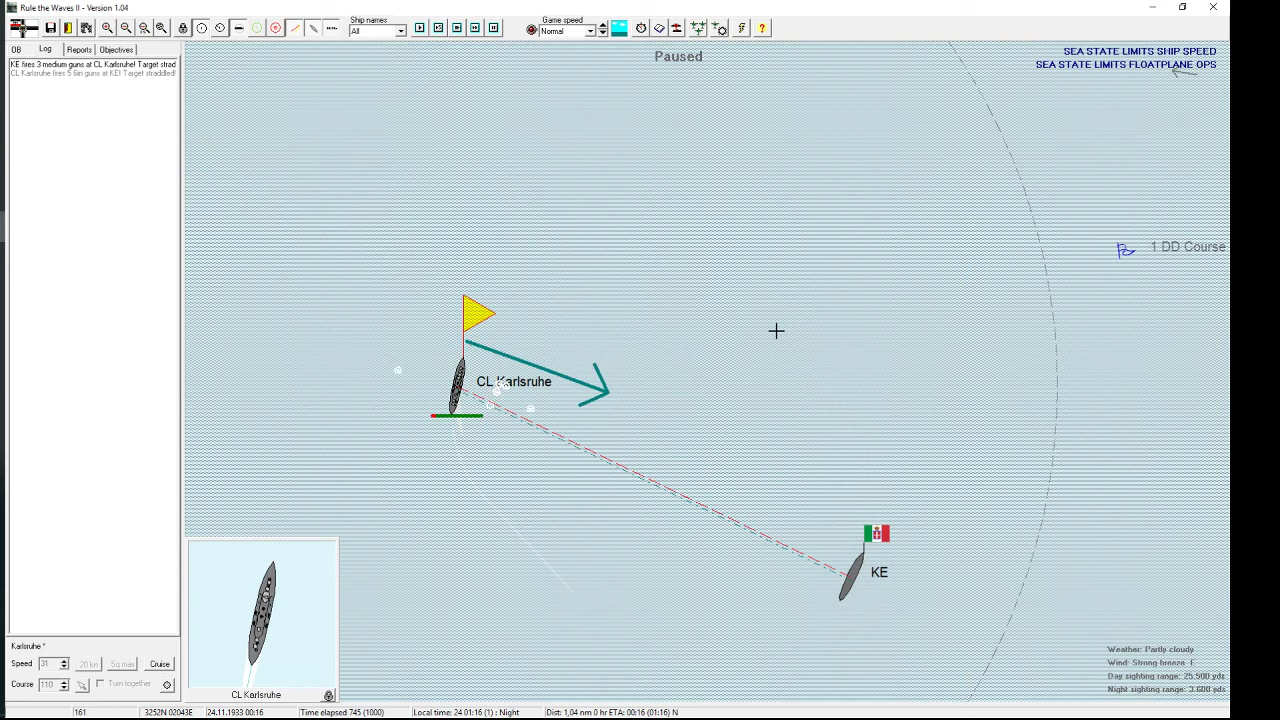 Rule the Waves II - Version 1.04
Ship names
All
Game speed
Normal
OB Log Reports Objectives
KE fires 3 medium guns at CL Karlsruhe! Target strad
CL Karlsruhe fires 5 6in guns at KE! Target straddled!
Paused
SEA STATE LIMITS SHIP SPEED
SEA STATE LIMITS FLOATPLANE OPS
1 DD Course
CL Karlsruhe
KE
Weather: Partly cloudy
Wind: Strong breeze E
Day sighting range: 25.500 yds
Night sighting range: 3.600 yds
Karlsruhe *
Speed 31 20 kn Sq max Cruise
Course 110 Turn together
CL Karlsruhe
161 3252N 02043E 24.11.1933 00:16 Time elapsed 745 (1000) Local time: 24 01:16 (1) : Night Dist: 1,04 nm 0 hr ETA: 00:16 (01:16) N